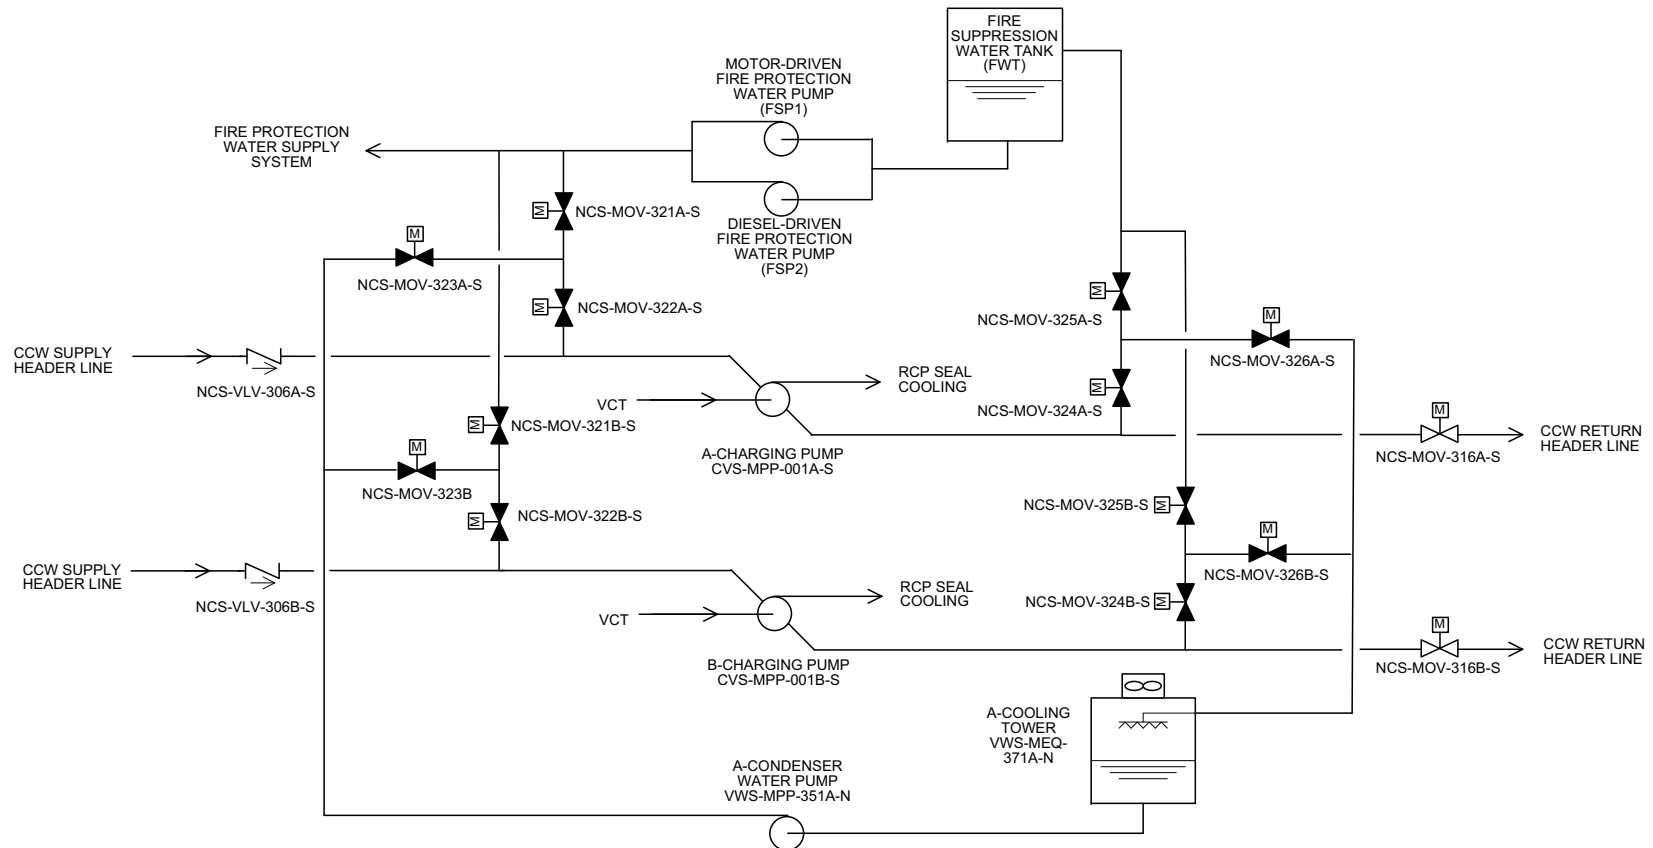 FIRE
SUPPRESSION
WATER TANK
(FWT)
MOTOR-DRIVEN
FIRE PROTECTION
WATER PUMP
(FSP1)
FIRE PROTECTION
WATER SUPPLY
SYSTEM
M
NCS-MOV-321A-S
DIESEL-DRIVEN
FIRE PROTECTION
WATER PUMP
(FSP2)
M
NCS-MOV-323A-S
M
NCS-MOV-322A-S
M
NCS-MOV-325A-S
M
NCS-MOV-326A-S
CCW SUPPLY
HEADER LINE
NCS-VLV-306A-S
VCT
RCP SEAL
COOLING
M
NCS-MOV-324A-S
A-CHARGING PUMP
CVS-MPP-001A-S
M
NCS-MOV-316A-S
CCW RETURN
HEADER LINE
M
NCS-MOV-321B-S
M
NCS-MOV-323B
M
NCS-MOV-322B-S
NCS-MOV-325B-S
M
M
NCS-MOV-326B-S
CCW SUPPLY
HEADER LINE
NCS-VLV-306B-S
VCT
RCP SEAL
COOLING
NCS-MOV-324B-S
M
B-CHARGING PUMP
CVS-MPP-001B-S
M
NCS-MOV-316B-S
CCW RETURN
HEADER LINE
A-COOLING
TOWER
VWS-MEQ-
371A-N
A-CONDENSER
WATER PUMP
VWS-MPP-351A-N